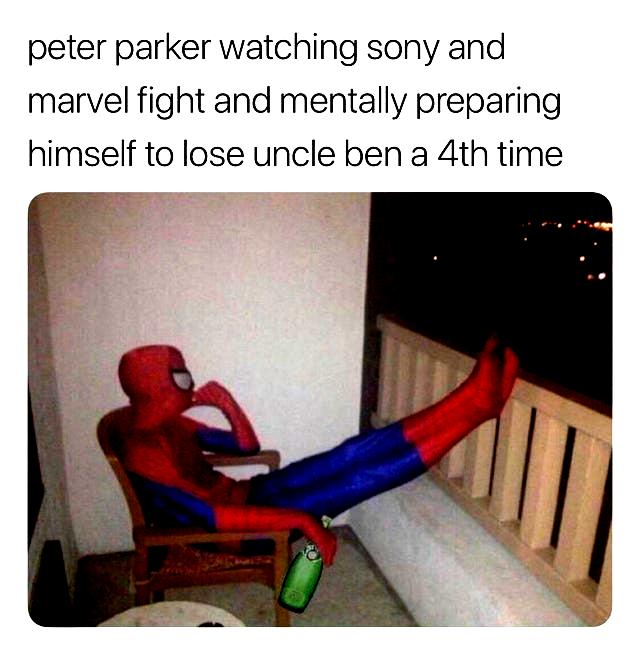 peter parker watching sony and
marvel fight and mentally preparing
himself to lose uncle ben a 4th time